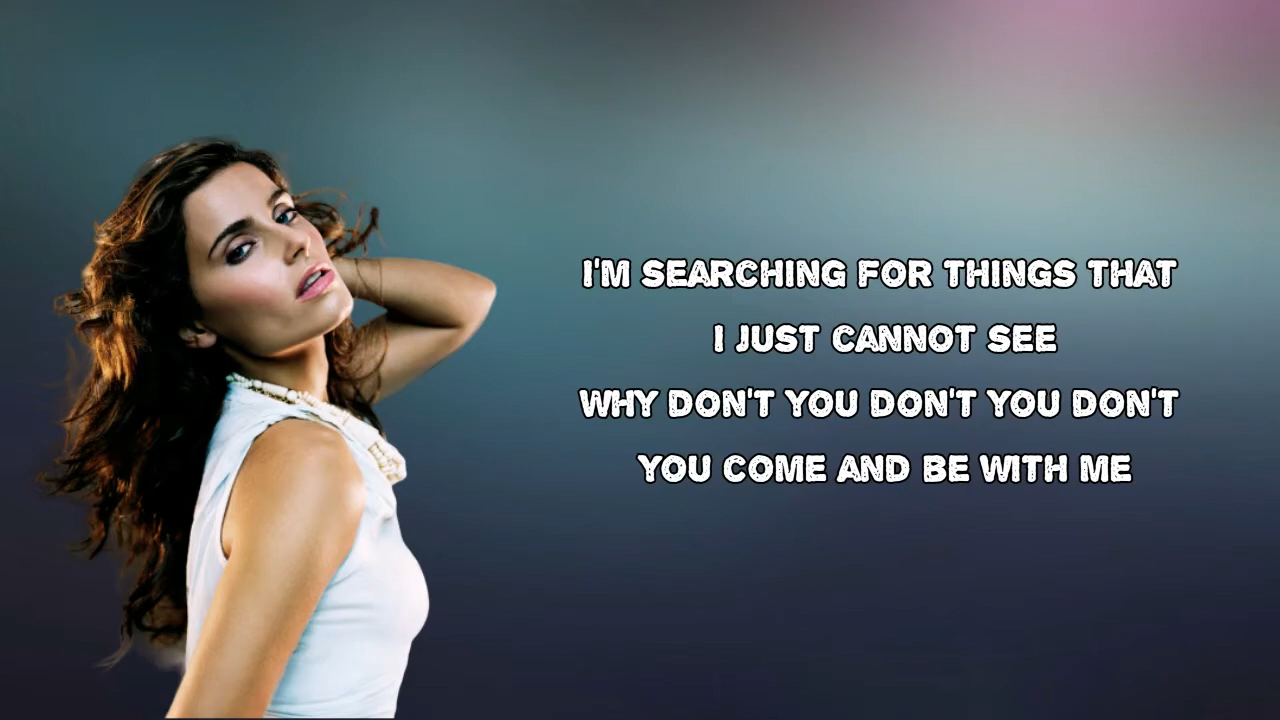 I'M SEARCHING FOR THINGS THAT
I JUST CANNOT SEE
WHY DON'T YOU DON'T YOU DON'T
YOU COME AND BE WITH ME